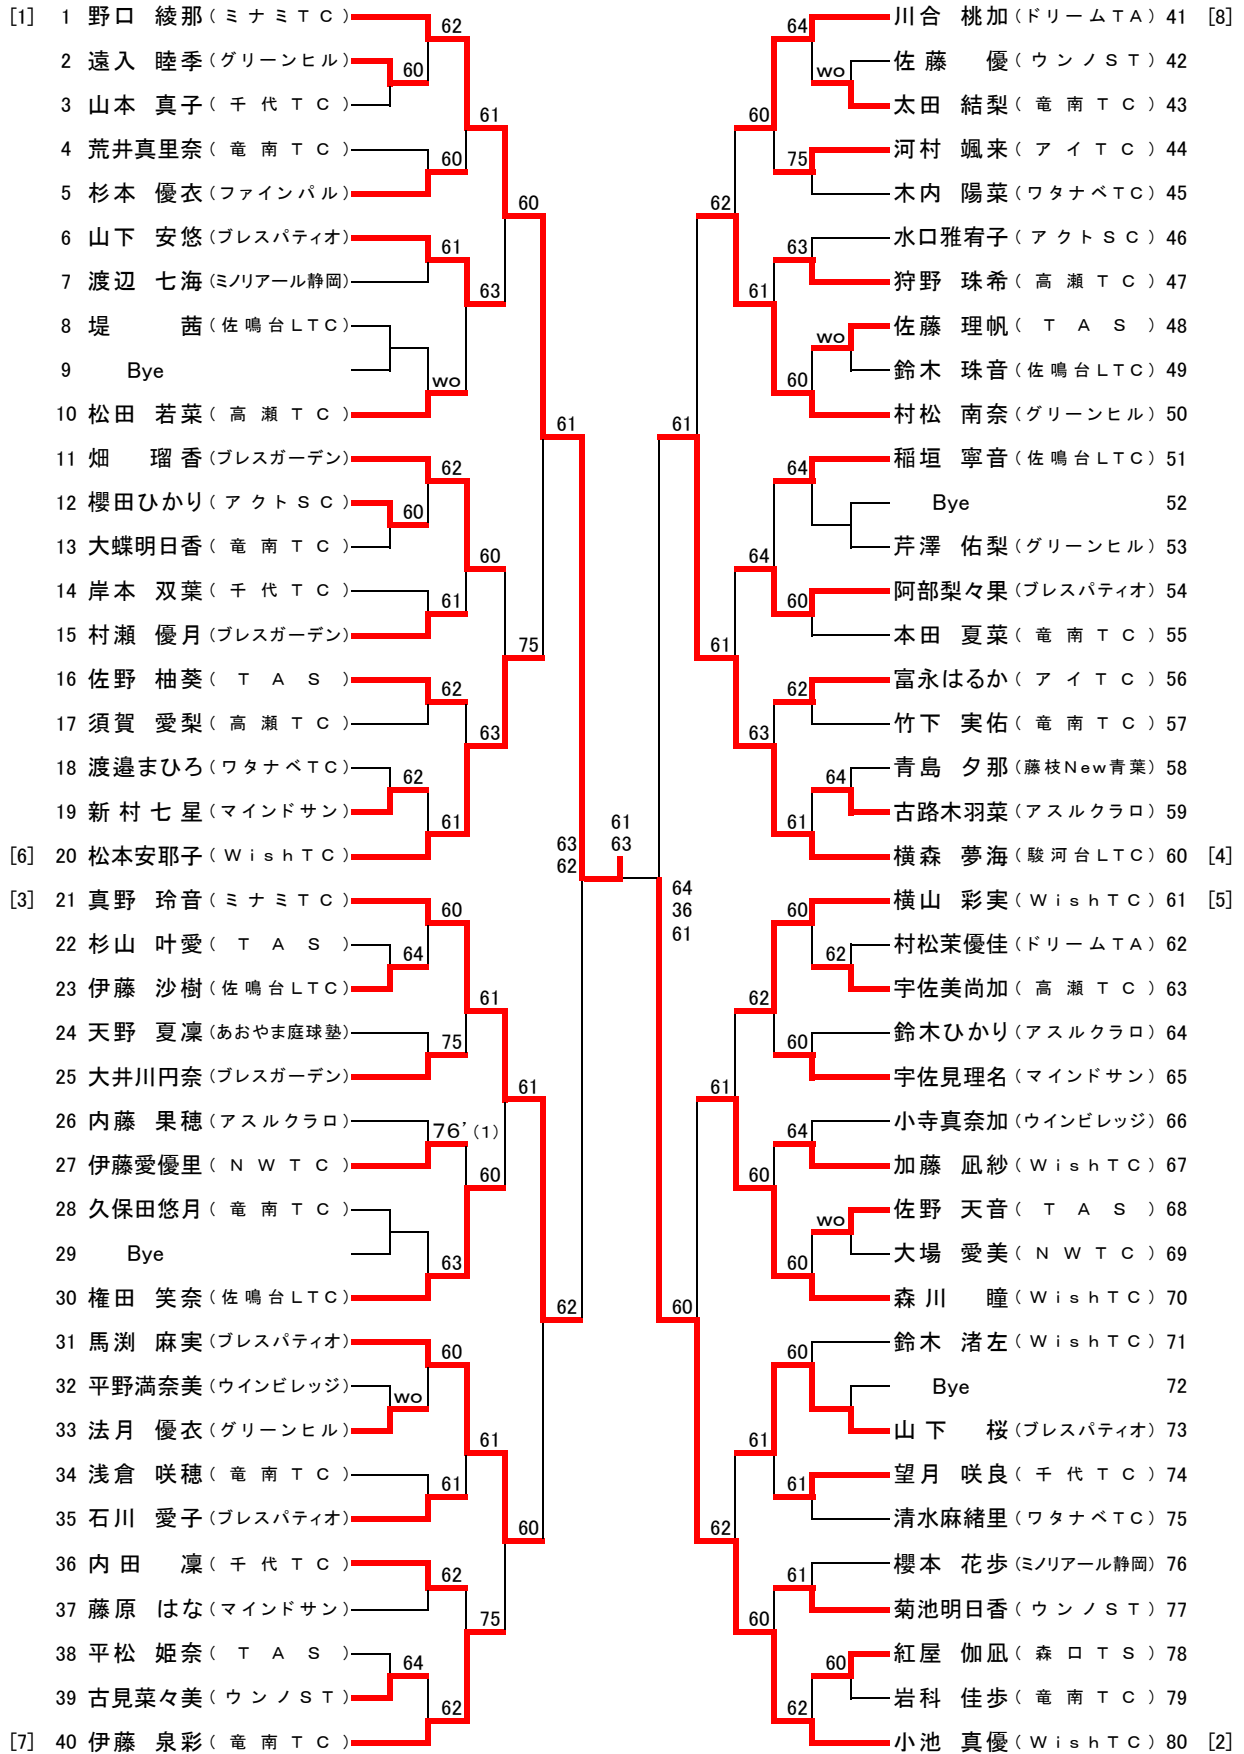 [1] 1 野口 綾那 (ミナミTC)
2 遠入 睦季 (グリーンヒル)
3 山本 真子 (千代TC)
4 荒井真里奈 (竜南TC)
5 杉本 優衣 (ファインパル)
6 山下 安悠 (ブレスパティオ)
7 渡辺 七海 (ミノリアール静岡)
8 堤 茜 (佐鳴台LTC)
9 Bye
10 松田 若菜 (高瀬TC)
11 畑 瑠香 (ブレスガーデン)
12 櫻田ひかり (アクトSC)
13 大蝶明日香 (竜南TC)
14 岸本 双葉 (千代TC)
15 村瀬 優月 (ブレスガーデン)
16 佐野 柚葵 (TAS)
17 須賀 愛梨 (高瀬TC)
18 渡邉まひろ (ワタナベTC)
19 新村七星 (マインドサン)
[6] 20 松本安耶子 (WishTC)
[3] 21 真野 玲音 (ミナミTC)
22 杉山 叶愛 (TAS)
23 伊藤 沙樹 (佐鳴台LTC)
24 天野 夏凜 (あおやま庭球塾)
25 大井川円奈 (ブレスガーデン)
26 内藤 果穂 (アスルクラロ)
27 伊藤愛優里 (NWTC)
28 久保田悠月 (竜南TC)
29 Bye
30 権田 笑奈 (佐鳴台LTC)
31 馬渕 麻実 (ブレスパティオ)
32 平野満奈美 (ウインビレッジ)
33 法月 優衣 (グリーンヒル)
34 浅倉 咲穂 (竜南TC)
35 石川 愛子 (ブレスパティオ)
36 内田 凜 (千代TC)
37 藤原 はな (マインドサン)
38 平松 姫奈 (TAS)
39 古見菜々美 (ウンノST)
[7] 40 伊藤 泉彩 (竜南TC)
62
60
60
61
wo
62
60
61
62
62
61
60
64
75
76'(1)
63
60
wo
61
62
64
62
61
63
60
63
61
60
61
75
60
75
61
60
61
62
63
62
61
63
64
36
61
61
60
62
61
61
62
60
61
64
63
62
60
61
60
64
wo
75
63
wo
60
64
60
62
64
61
60
62
60
64
wo
60
60
61
61
60
62
川合 桃加 (ドリームTA) 41 [8]
佐藤 優 (ウンノST) 42
太田 結梨 (竜南TC) 43
河村 颯来 (アイTC) 44
木内 陽菜 (ワタナベTC) 45
水口雅宥子 (アクトSC) 46
狩野 珠希 (高瀬TC) 47
佐藤 理帆 (TAS) 48
鈴木 珠音 (佐鳴台LTC) 49
村松 南奈 (グリーンヒル) 50
稲垣 寧音 (佐鳴台LTC) 51
Bye 52
芹澤 佑梨 (グリーンヒル) 53
阿部梨々果 (ブレスパティオ) 54
本田 夏菜 (竜南TC) 55
富永はるか (アイTC) 56
竹下 実佑 (竜南TC) 57
青島 夕那 (藤枝New青葉) 58
古路木羽菜 (アスルクラロ) 59
横森 夢海 (駿河台LTC) 60 [4]
横山 彩実 (WishTC) 61 [5]
村松茉優佳 (ドリームTA) 62
宇佐美尚加 (高瀬TC) 63
鈴木ひかり (アスルクラロ) 64
宇佐見理名 (マインドサン) 65
小寺真奈加 (ウインビレッジ) 66
加藤 凪紗 (WishTC) 67
佐野 天音 (TAS) 68
大場 愛美 (NWTC) 69
森川 瞳 (WishTC) 70
鈴木 渚左 (WishTC) 71
Bye 72
山下 桜 (ブレスパティオ) 73
望月 咲良 (千代TC) 74
清水麻緒里 (ワタナベTC) 75
櫻本 花歩 (ミノリアール静岡) 76
菊池明日香 (ウンノST) 77
紅屋 伽凪 (森口TS) 78
岩科 佳歩 (竜南TC) 79
小池 真優 (WishTC) 80 [2]